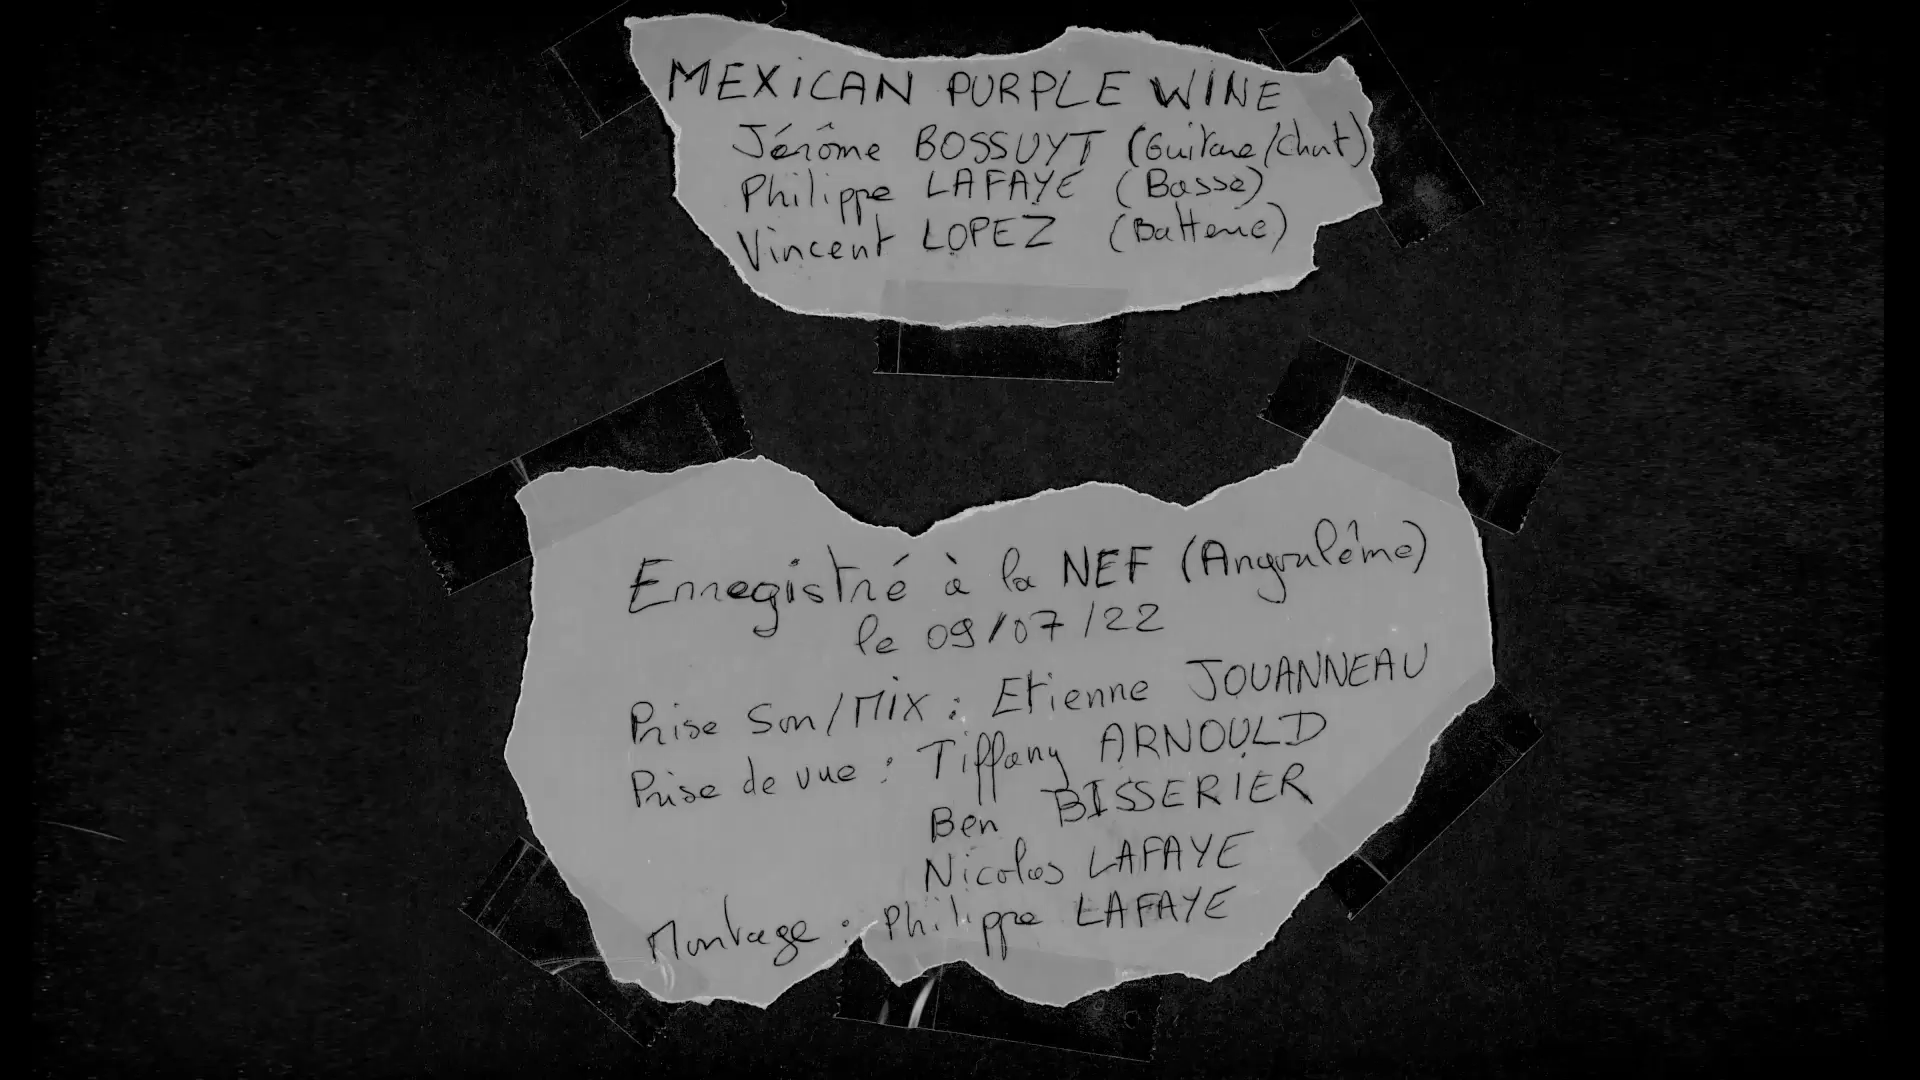 MEXiCAN PURPLE WINE
Jérôme BOSSUYT (Guitare/Chant)
Philippe LAFAYE (Basse)
Vincent LOPEZ (Batterie)
Enregistré à la NEF (Angoulême)
le 09/07/22
Prise Son/MiX : Etienne JOUANNEAU
Prise de vue : Tiffany ARNOULD
Ben BISSERIER
Nicolas LAFAYE
Montage : Philippe LAFAYE